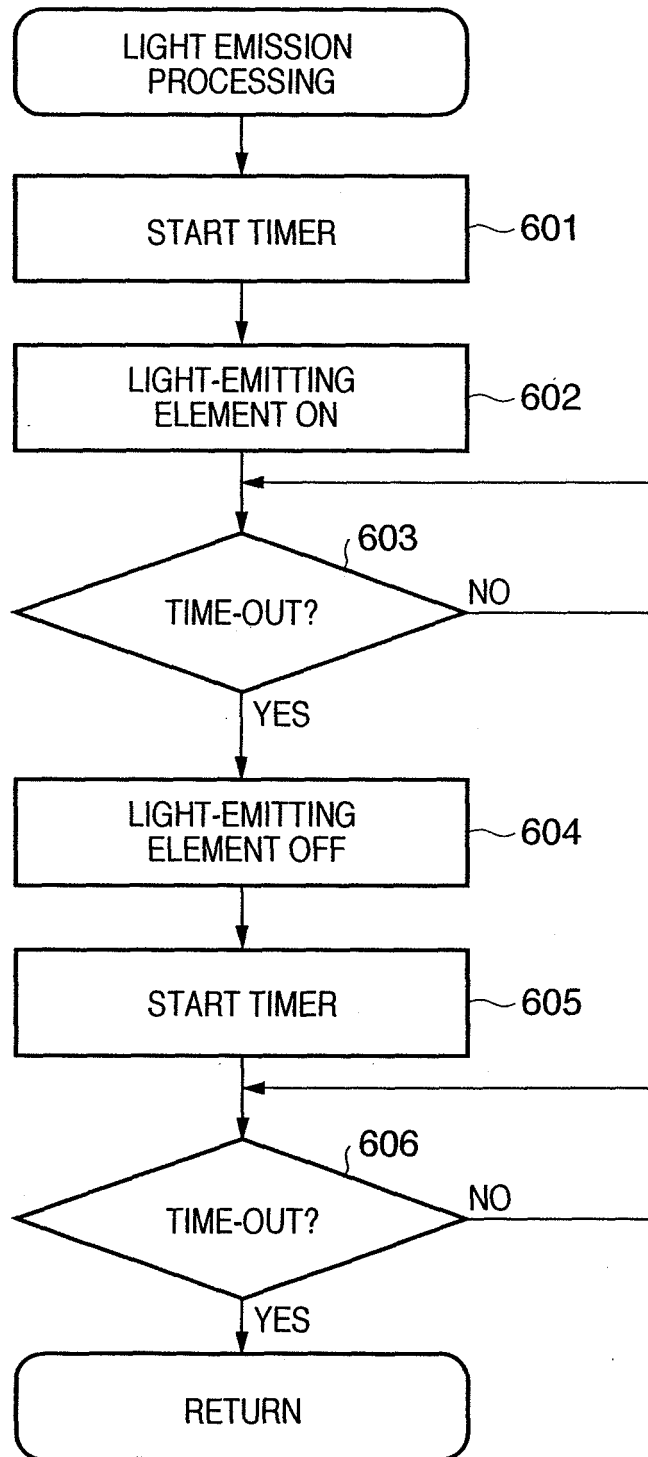 LIGHT EMISSION
PROCESSING
START TIMER
601
LIGHT-EMITTING
ELEMENT ON
602
603
TIME-OUT?
NO
YES
LIGHT-EMITTING
ELEMENT OFF
604
START TIMER
605
606
TIME-OUT?
NO
YES
RETURN